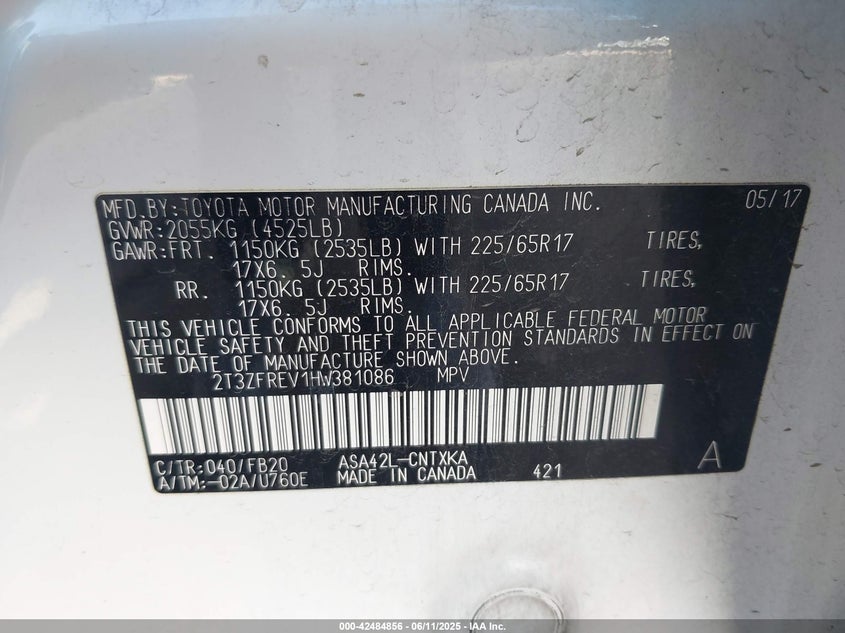 MFD.BY:TOYOTA MOTOR MANUFACTURING CANADA INC. 05/17
GVWR:2055KG (4525LB)
GAWR:FRT. 1150KG (2535LB) WITH 225/65R17 TIRES,
17X6. 5J RIMS.
RR. 1150KG (2535LB) WITH 225/65R17 TIRES,
17X6. 5J RIMS.
THIS VEHICLE CONFORMS TO ALL APPLICABLE FEDERAL MOTOR
VEHICLE SAFETY AND THEFT PREVENTION STANDARDS IN EFFECT ON
THE DATE OF MANUFACTURE SHOWN ABOVE.
2T3ZFREV1HW381086 MPV
C/TR:040/FB20 ASA42L-CNTXKA A
A/TM:-02A/U760E MADE IN CANADA 421
000-42484856 - 06/11/2025 - IAA Inc.